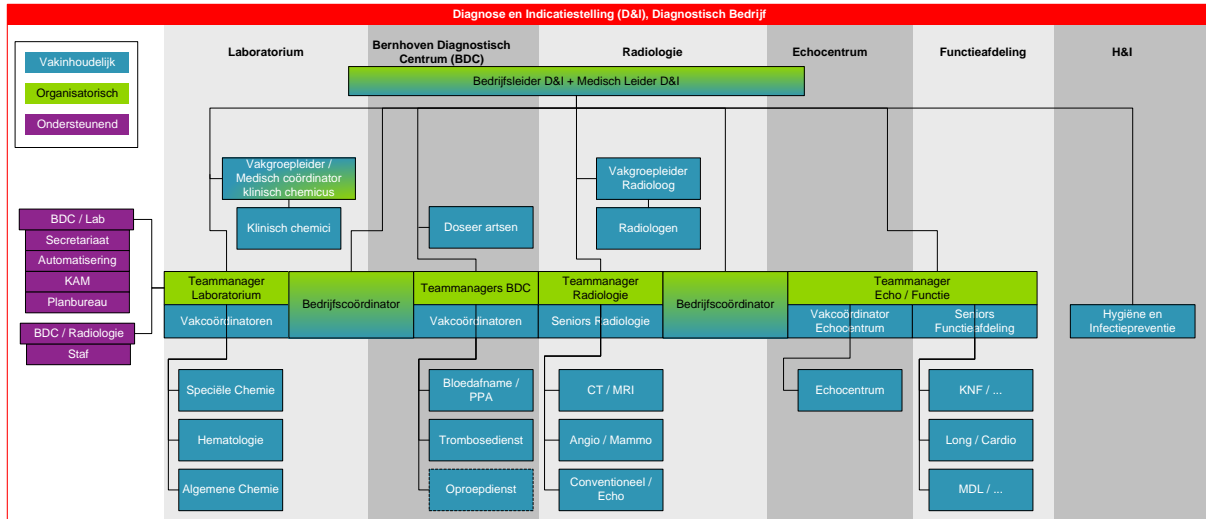 Diagnose en Indicatiestelling (D&I), Diagnostisch Bedrijf
Vakinhoudelijk
Organisatorisch
Ondersteunend
Laboratorium
Bernhoven Diagnostisch
Centrum (BDC)
Radiologie
Echocentrum
Functieafdeling
H&I
Bedrijfsleider D&I + Medisch Leider D&I
Vakgroepleider /
Medisch coördinator
klinisch chemicus
Klinisch chemici
Doseer artsen
Vakgroepleider
Radioloog
Radiologen
BDC / Lab
Secretariaat
Automatisering
KAM
Planbureau
BDC / Radiologie
Staf
Teammanager
Laboratorium
Vakcoördinatoren
Bedrijfscoördinator
Teammanagers BDC
Vakcoördinatoren
Teammanager
Radiologie
Seniors Radiologie
Bedrijfscoördinator
Teammanager
Echo / Functie
Vakcoördinator
Echocentrum
Seniors
Functieafdeling
Hygiëne en
Infectiepreventie
Speciële Chemie
Hematologie
Algemene Chemie
Bloedafname /
PPA
Trombosedienst
Oproepdienst
CT / MRI
Angio / Mammo
Conventioneel /
Echo
Echocentrum
KNF / ...
Long / Cardio
MDL / ...